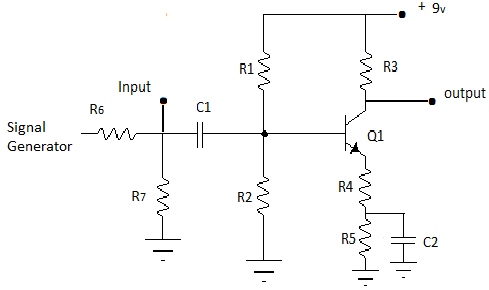 + 9v
R1
R3
Input
output
R6
C1
Signal
Generator
Q1
R7
R2
R4
R5
C2